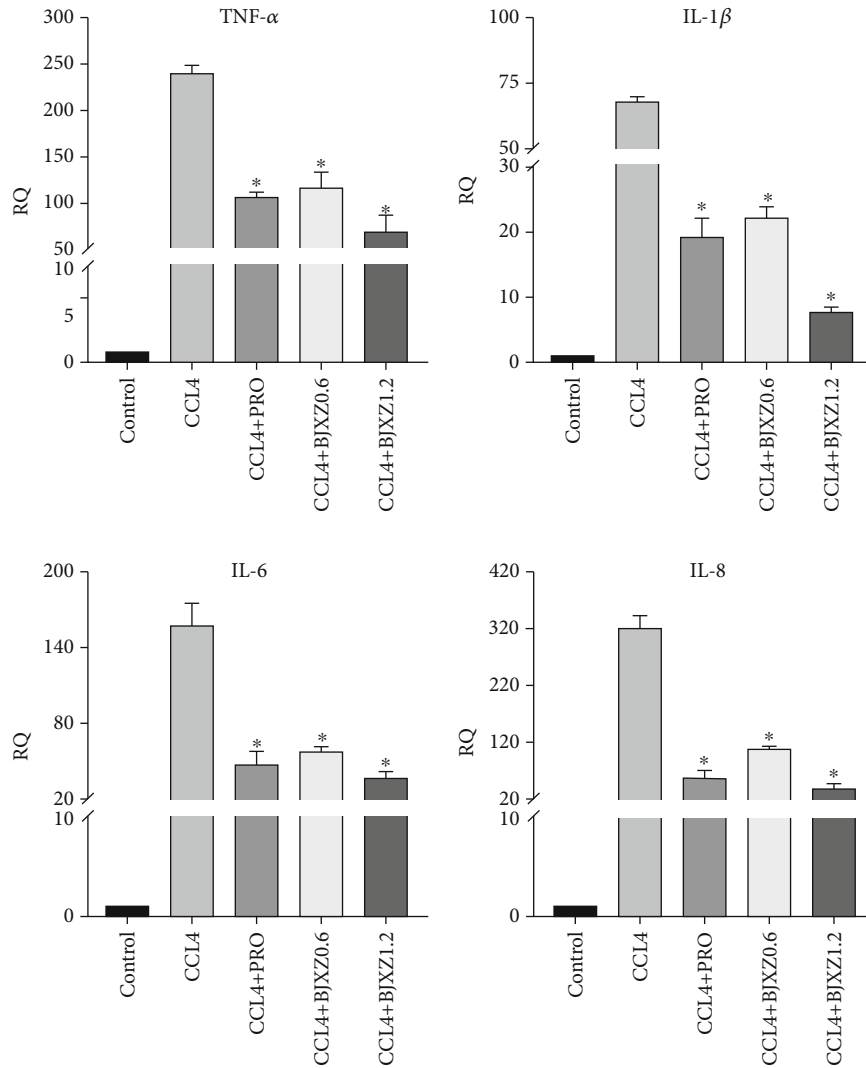 TNF-α
300
250
200
150
100
50
10
5
0
RQ
*
*
*
Control
CCL4
CCL4+PRO
CCL4+BJXZ0.6
CCL4+BJXZ1.2
IL-1β
100
75
50
30
20
10
0
RQ
*
*
*
Control
CCL4
CCL4+PRO
CCL4+BJXZ0.6
CCL4+BJXZ1.2
IL-6
200
140
80
20
10
0
RQ
*
*
*
Control
CCL4
CCL4+PRO
CCL4+BJXZ0.6
CCL4+BJXZ1.2
IL-8
420
320
220
120
20
10
0
RQ
*
*
*
Control
CCL4
CCL4+PRO
CCL4+BJXZ0.6
CCL4+BJXZ1.2